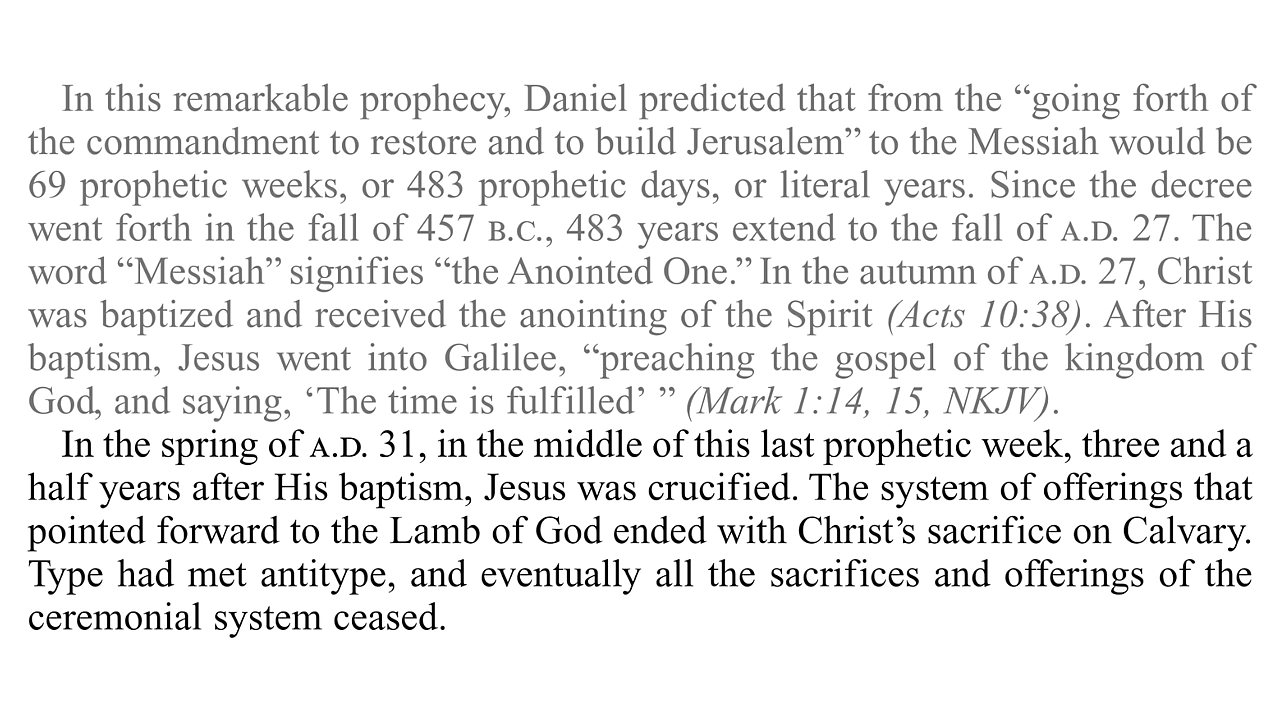 In this remarkable prophecy, Daniel predicted that from the “going forth of
the commandment to restore and to build Jerusalem” to the Messiah would be
69 prophetic weeks, or 483 prophetic days, or literal years. Since the decree
went forth in the fall of 457 B.C., 483 years extend to the fall of A.D. 27. The
word “Messiah” signifies “the Anointed One.” In the autumn of A.D. 27, Christ
was baptized and received the anointing of the Spirit (Acts 10:38). After His
baptism, Jesus went into Galilee, “preaching the gospel of the kingdom of
God, and saying, ‘The time is fulfilled’ ” (Mark 1:14, 15, NKJV).
In the spring of A.D. 31, in the middle of this last prophetic week, three and a
half years after His baptism, Jesus was crucified. The system of offerings that
pointed forward to the Lamb of God ended with Christ’s sacrifice on Calvary.
Type had met antitype, and eventually all the sacrifices and offerings of the
ceremonial system ceased.